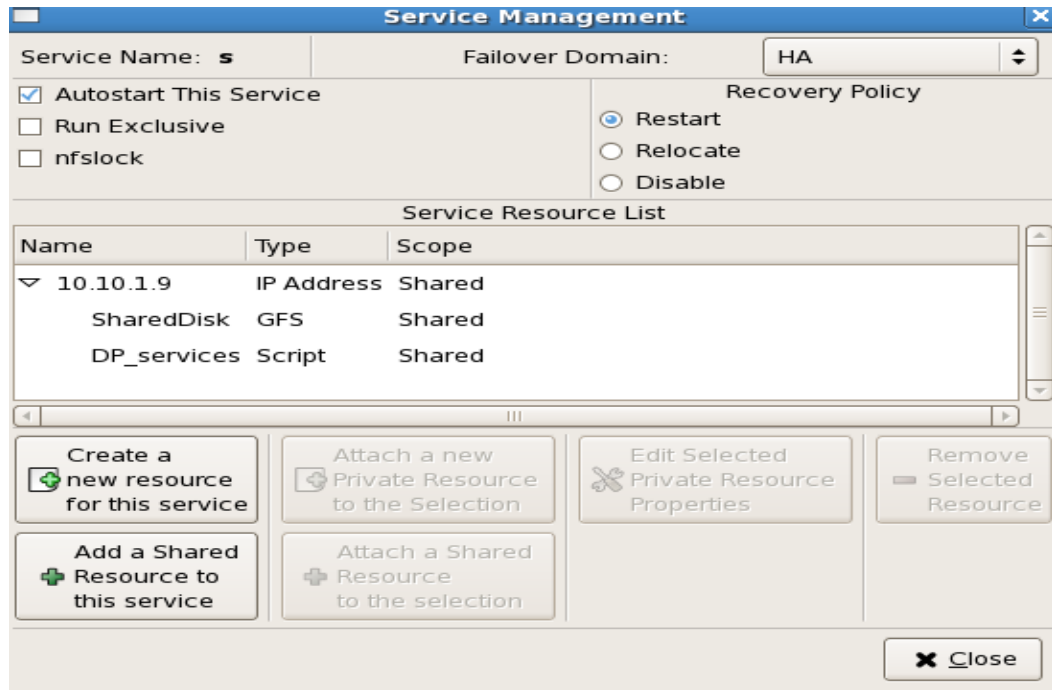 Service Management
Service Name: s
Failover Domain:
HA
Autostart This Service
Run Exclusive
nfslock
Recovery Policy
Restart
Relocate
Disable
Service Resource List
Name Type Scope
10.10.1.9 IP Address Shared
SharedDisk GFS Shared
DP_services Script Shared
Create a
new resource
for this service
Attach a new
Private Resource
to the Selection
Edit Selected
Private Resource
Properties
Remove
Selected
Resource
Add a Shared
Resource to
this service
Attach a Shared
Resource
to the selection
Close